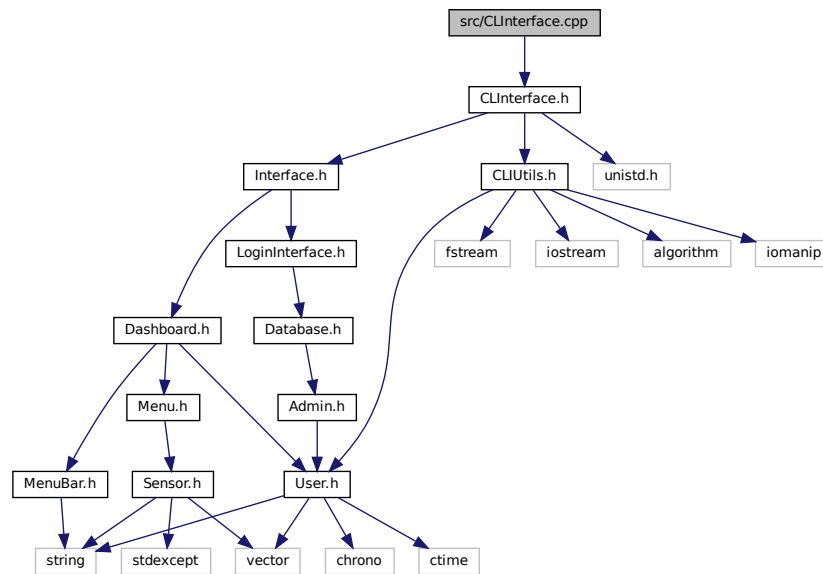 src/CLInterface.cpp
CLInterface.h
Interface.h
CLIUtils.h
unistd.h
LoginInterface.h
fstream
iostream
algorithm
iomanip
Dashboard.h
Database.h
Menu.h
Admin.h
MenuBar.h
Sensor.h
User.h
string
stdexcept
vector
chrono
ctime